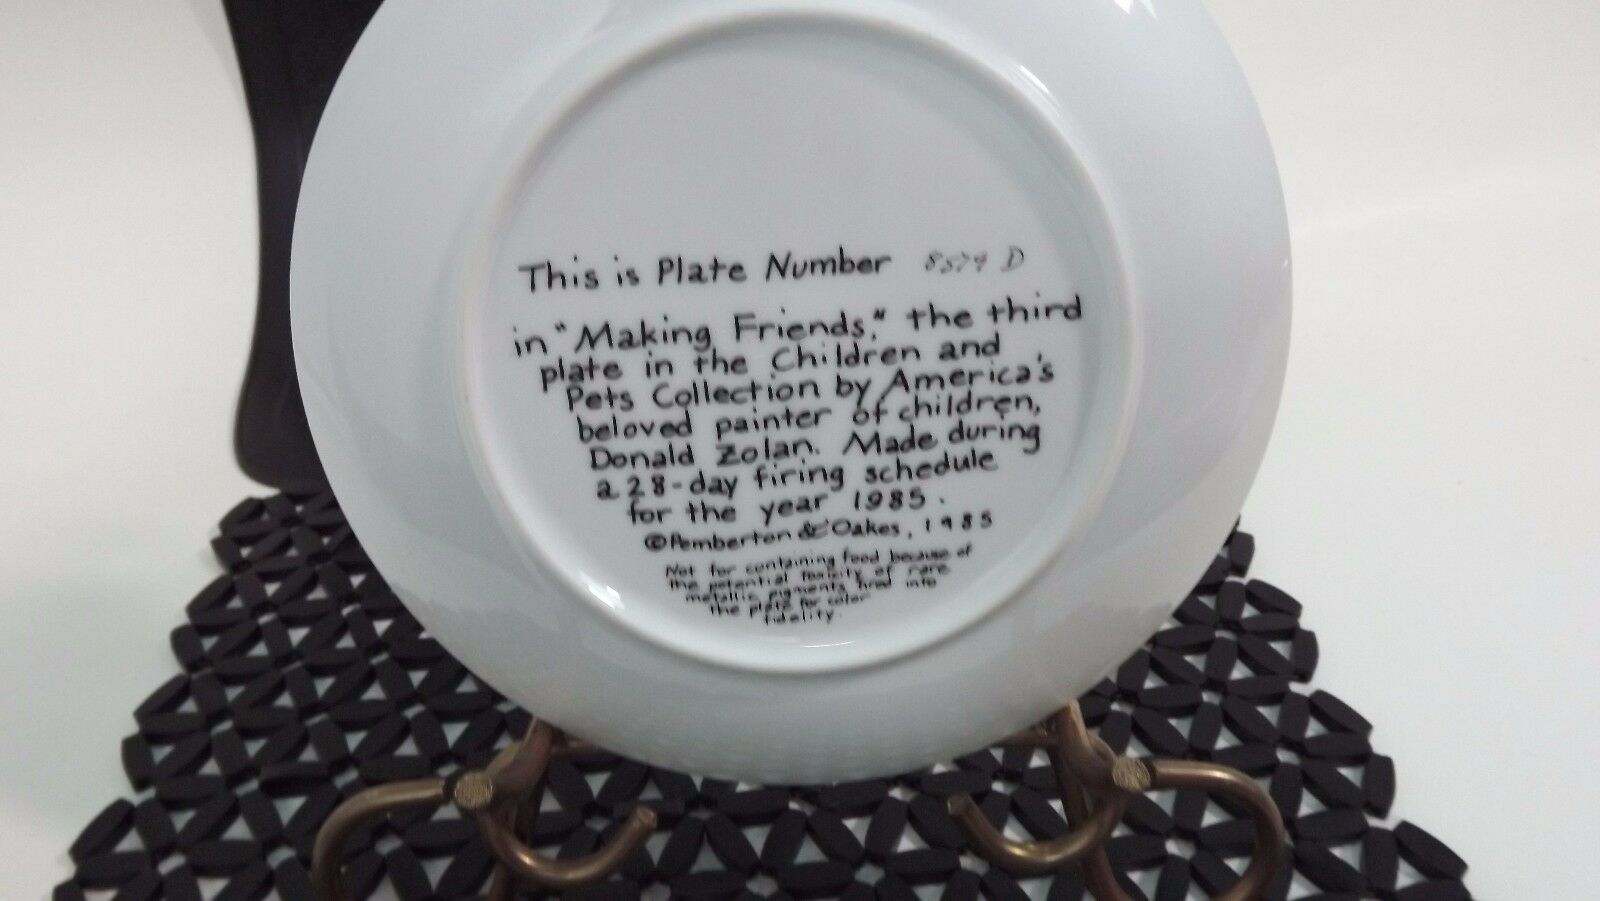 This is Plate Number 8579 D
in "Making Friends," the third
plate in the Children and
Pets Collection by America's
beloved painter of children,
Donald Zolan. Made during
a 28-day firing schedule
for the year 1985.
© Pemberton & Oakes, 1985
Not for containing food because of
the potential toxicity of rare
metallic pigments fired into
the plate for color
fidelity.